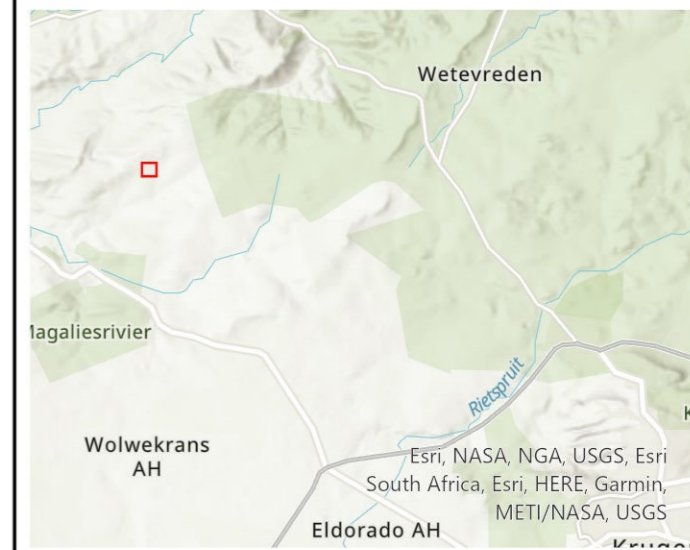 Wetevreden
Magaliesrivier
Rietspruit
Wolwekrans
AH
Esri, NASA, NGA, USGS, Esri
South Africa, Esri, HERE, Garmin,
METI/NASA, USGS
Eldorado AH